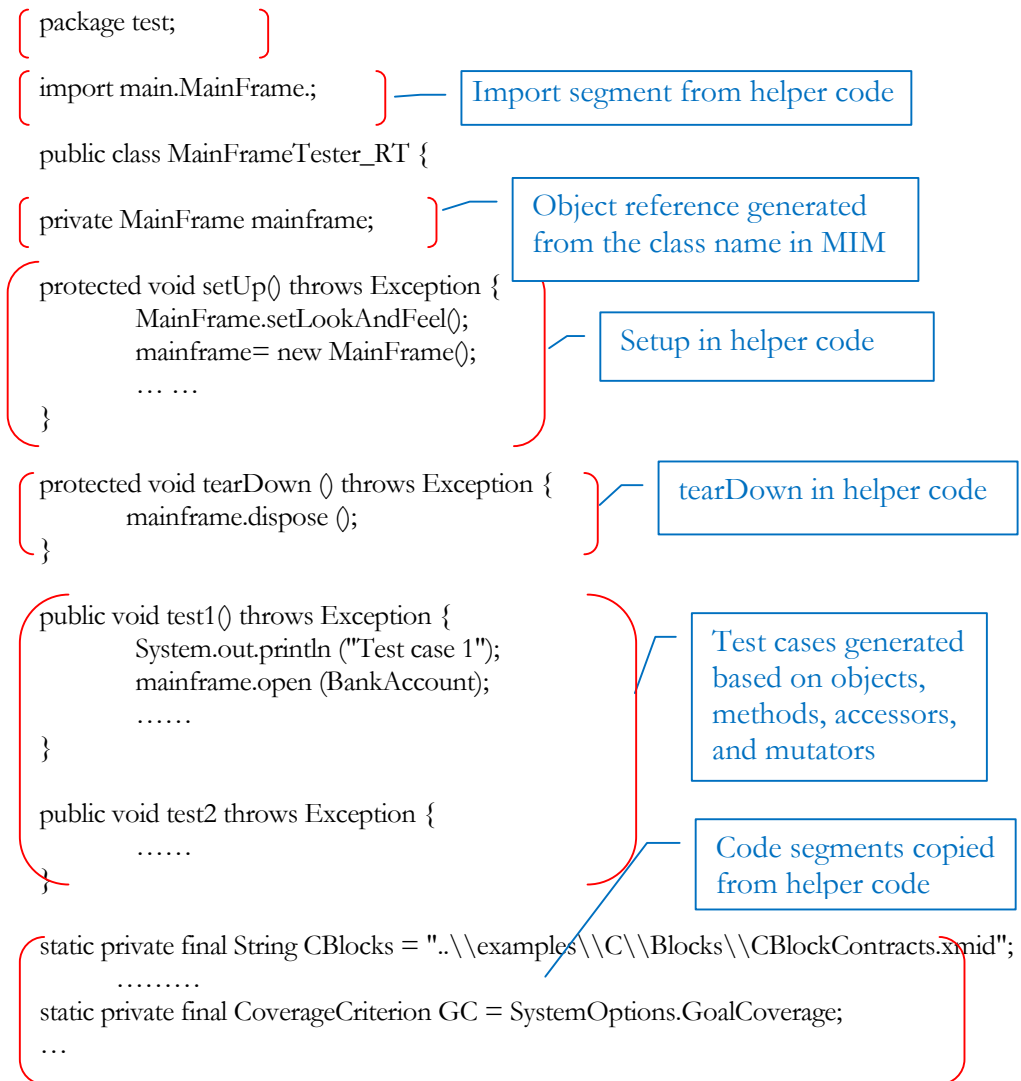 package test;
import main.MainFrame.;
Import segment from helper code
public class MainFrameTester_RT {
private MainFrame mainframe;
Object reference generated
from the class name in MIM
protected void setUp() throws Exception {
MainFrame.setLookAndFeel();
mainframe= new MainFrame();
… …
}
Setup in helper code
protected void tearDown () throws Exception {
mainframe.dispose ();
}
tearDown in helper code
public void test1() throws Exception {
System.out.println ("Test case 1");
mainframe.open (BankAccount);
……
}
Test cases generated
based on objects,
methods, accessors,
and mutators
public void test2 throws Exception {
……
}
Code segments copied
from helper code
static private final String CBlocks = "..\\examples\\C\\Blocks\\CBlockContracts.xmid";
………
static private final CoverageCriterion GC = SystemOptions.GoalCoverage;
…